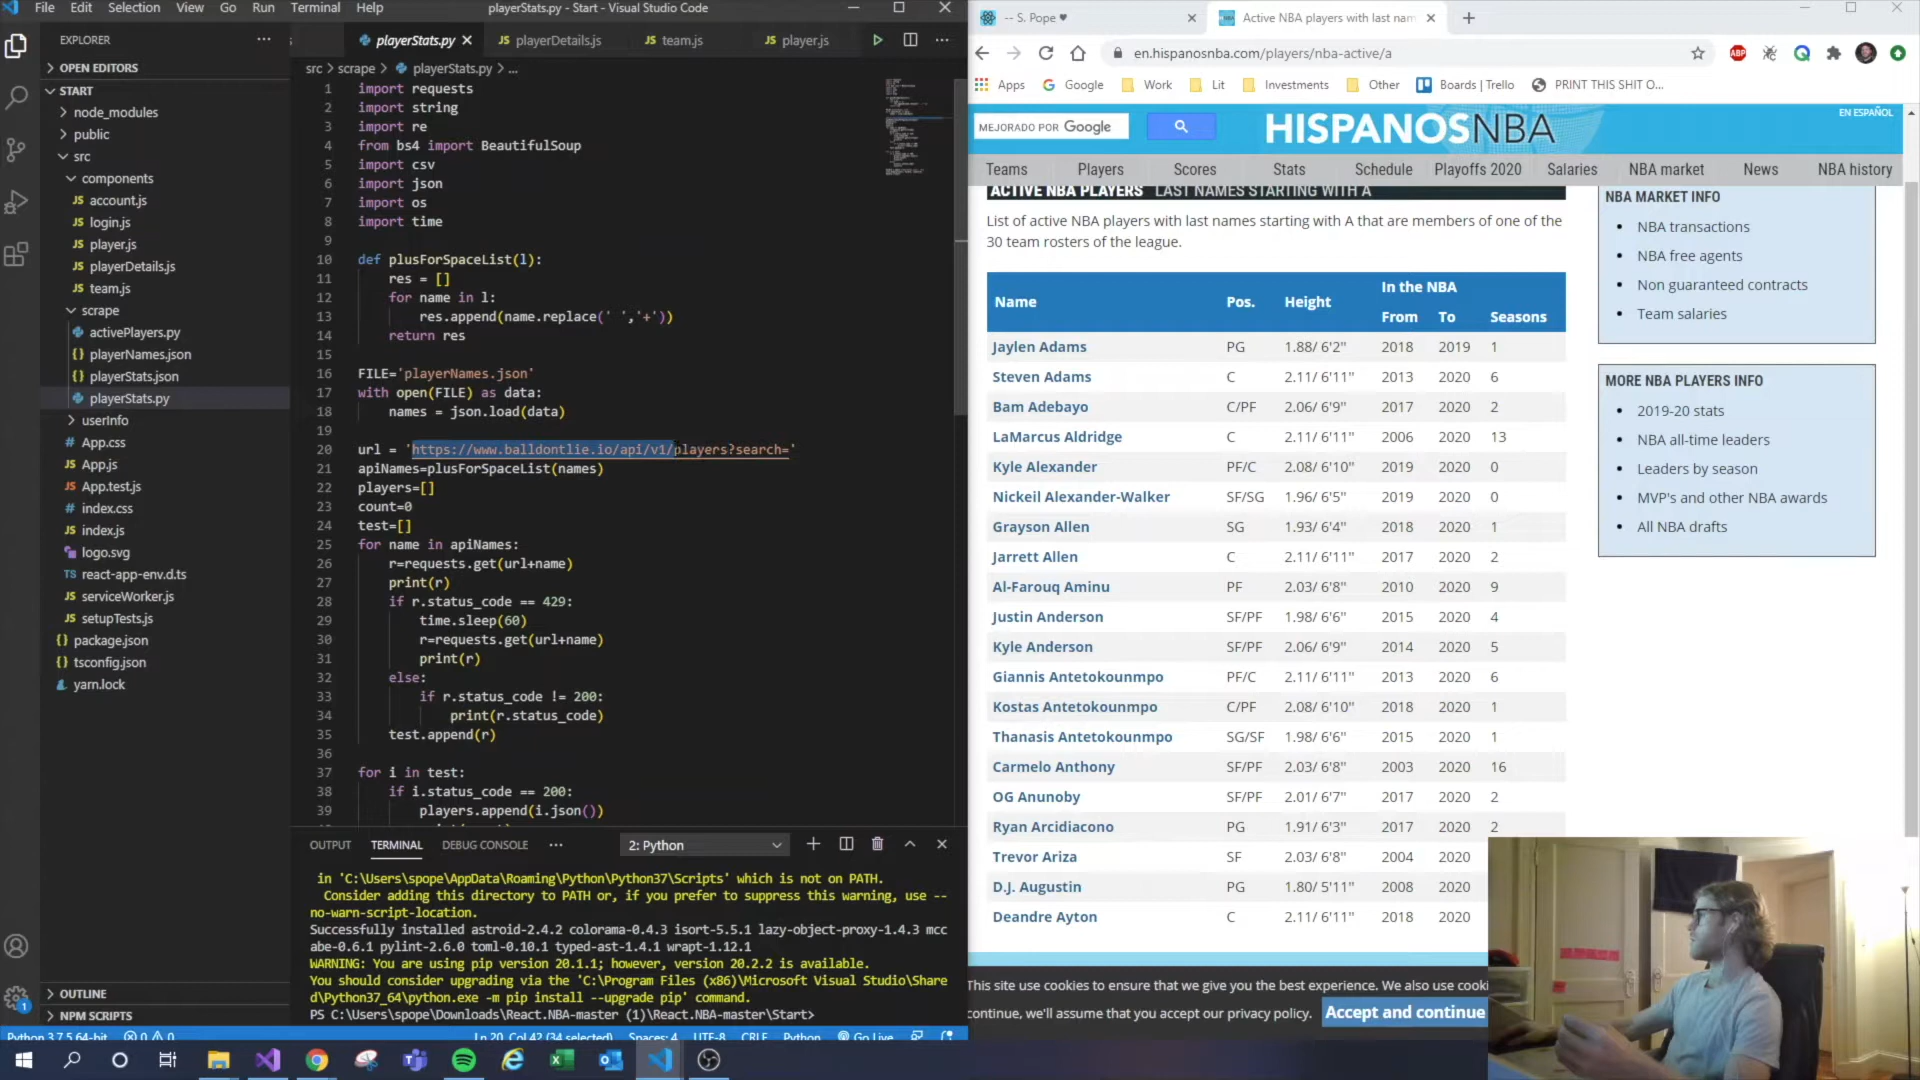 File Edit Selection View Go Run Terminal Help playerStats.py - Start - Visual Studio Code
EXPLORER
OPEN EDITORS
START
node_modules
public
src
components
account.js
login.js
player.js
playerDetails.js
team.js
scrape
activePlayers.py
playerNames.json
playerStats.json
playerStats.py
userInfo
App.css
App.js
App.test.js
index.css
index.js
logo.svg
react-app-env.d.ts
serviceWorker.js
setupTests.js
package.json
tsconfig.json
yarn.lock
OUTLINE
NPM SCRIPTS
playerStats.py playerDetails.js team.js player.js
src > scrape > playerStats.py > ...
1 import requests
2 import string
3 import re
4 from bs4 import BeautifulSoup
5 import csv
6 import json
7 import os
8 import time
9
10 def plusForSpaceList(l):
11 res = []
12 for name in l:
13 res.append(name.replace(' ','+'))
14 return res
15
16 FILE='playerNames.json'
17 with open(FILE) as data:
18 names = json.load(data)
19
20 url = 'https://www.balldontlie.io/api/v1/players?search='
21 apiNames=plusForSpaceList(names)
22 players=[]
23 count=0
24 test=[]
25 for name in apiNames:
26 r=requests.get(url+name)
27 print(r)
28 if r.status_code == 429:
29 time.sleep(60)
30 r=requests.get(url+name)
31 print(r)
32 else:
33 if r.status_code != 200:
34 print(r.status_code)
35 test.append(r)
36
37 for i in test:
38 if i.status_code == 200:
39 players.append(i.json())
OUTPUT TERMINAL DEBUG CONSOLE ... 2: Python
in 'C:\Users\spope\AppData\Roaming\Python\Python37\Scripts' which is not on PATH.
Consider adding this directory to PATH or, if you prefer to suppress this warning, use --
no-warn-script-location.
Successfully installed astroid-2.4.2 colorama-0.4.3 isort-5.5.1 lazy-object-proxy-1.4.3 mcc
abe-0.6.1 pylint-2.6.0 toml-0.10.1 typed-ast-1.4.1 wrapt-1.12.1
WARNING: You are using pip version 20.1.1; however, version 20.2.2 is available.
You should consider upgrading via the 'C:\Program Files (x86)\Microsoft Visual Studio\Share
d\Python37_64\python.exe -m pip install --upgrade pip' command.
PS C:\Users\spope\Downloads\React.NBA-master (1)\React.NBA-master\Start>
Python 3.7.5 64-bit 0 0 Ln 20, Col 42 (34 selected) Spaces: 4 UTF-8 CRLF Python Go Live
-- S. Pope ♥ Active NBA players with last nam
en.hispanosnba.com/players/nba-active/a
ABP
Apps Google Work Lit Investments Other Boards | Trello PRINT THIS SHIT O...
MEJORADO POR Google
HISPANOSNBA
EN ESPAÑOL
Teams Players Scores Stats Schedule Playoffs 2020 Salaries NBA market News NBA history
ACTIVE NBA PLAYERS LAST NAMES STARTING WITH A
List of active NBA players with last names starting with A that are members of one of the
30 team rosters of the league.
Name Pos. Height In the NBA
From To Seasons
Jaylen Adams PG 1.88/ 6'2'' 2018 2019 1
Steven Adams C 2.11/ 6'11'' 2013 2020 6
Bam Adebayo C/PF 2.06/ 6'9'' 2017 2020 2
LaMarcus Aldridge C 2.11/ 6'11'' 2006 2020 13
Kyle Alexander PF/C 2.08/ 6'10'' 2019 2020 0
Nickeil Alexander-Walker SF/SG 1.96/ 6'5'' 2019 2020 0
Grayson Allen SG 1.93/ 6'4'' 2018 2020 1
Jarrett Allen C 2.11/ 6'11'' 2017 2020 2
Al-Farouq Aminu PF 2.03/ 6'8'' 2010 2020 9
Justin Anderson SF/PF 1.98/ 6'6'' 2015 2020 4
Kyle Anderson SF/PF 2.06/ 6'9'' 2014 2020 5
Giannis Antetokounmpo PF/C 2.11/ 6'11'' 2013 2020 6
Kostas Antetokounmpo C/PF 2.08/ 6'10'' 2018 2020 1
Thanasis Antetokounmpo SG/SF 1.98/ 6'6'' 2015 2020 1
Carmelo Anthony SF/PF 2.03/ 6'8'' 2003 2020 16
OG Anunoby SF/PF 2.01/ 6'7'' 2017 2020 2
Ryan Arcidiacono PG 1.91/ 6'3'' 2017 2020 2
Trevor Ariza SF 2.03/ 6'8'' 2004 2020
D.J. Augustin PG 1.80/ 5'11'' 2008 2020
Deandre Ayton C 2.11/ 6'11'' 2018 2020
NBA MARKET INFO
NBA transactions
NBA free agents
Non guaranteed contracts
Team salaries
MORE NBA PLAYERS INFO
2019-20 stats
NBA all-time leaders
Leaders by season
MVP's and other NBA awards
All NBA drafts
This site use cookies to ensure that we give you the best experience. We also use cooki
continue, we'll assume that you accept our privacy policy. Accept and continue